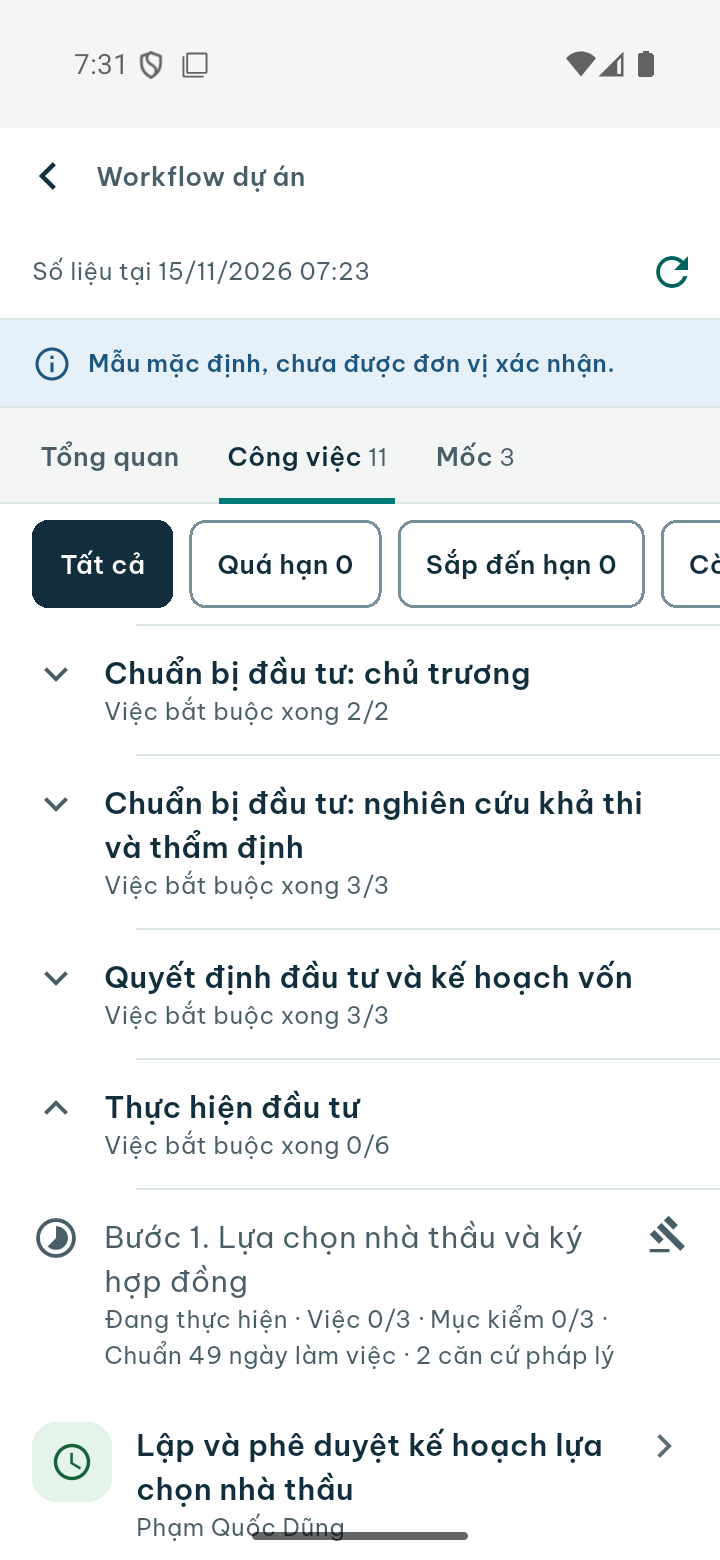 7:31
Workflow dự án
Số liệu tại 15/11/2026 07:23
Mẫu mặc định, chưa được đơn vị xác nhận.
Tổng quan Công việc 11 Mốc 3
Tất cả Quá hạn 0 Sắp đến hạn 0
Chuẩn bị đầu tư: chủ trương
Việc bắt buộc xong 2/2
Chuẩn bị đầu tư: nghiên cứu khả thi
và thẩm định
Việc bắt buộc xong 3/3
Quyết định đầu tư và kế hoạch vốn
Việc bắt buộc xong 3/3
Thực hiện đầu tư
Việc bắt buộc xong 0/6
Bước 1. Lựa chọn nhà thầu và ký
hợp đồng
Đang thực hiện · Việc 0/3 · Mục kiểm 0/3 ·
Chuẩn 49 ngày làm việc · 2 căn cứ pháp lý
Lập và phê duyệt kế hoạch lựa
chọn nhà thầu
Phạm Quốc Dũng